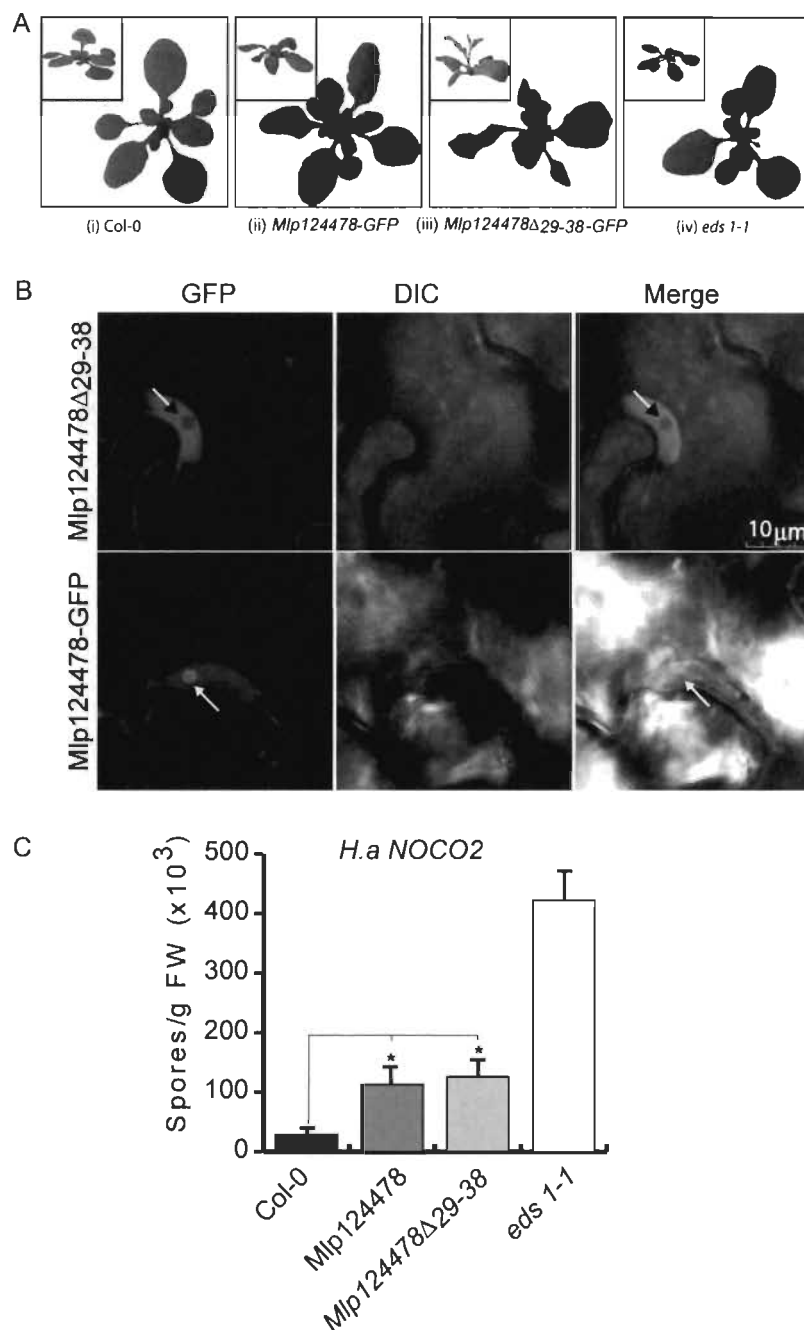 A
(i) Col-0
(ii) Mlp124478-GFP
(iii) Mlp124478Δ29-38-GFP
(iv) eds 1-1
B
GFP
DIC
Merge
Mlp124478Δ29-38
10μm
Mlp124478-GFP
C
H.a NOCO2
Spores/g FW (x10³)
500
400
300
200
100
0
*
*
Col-0
Mlp124478
Mlp124478Δ29-38
eds 1-1